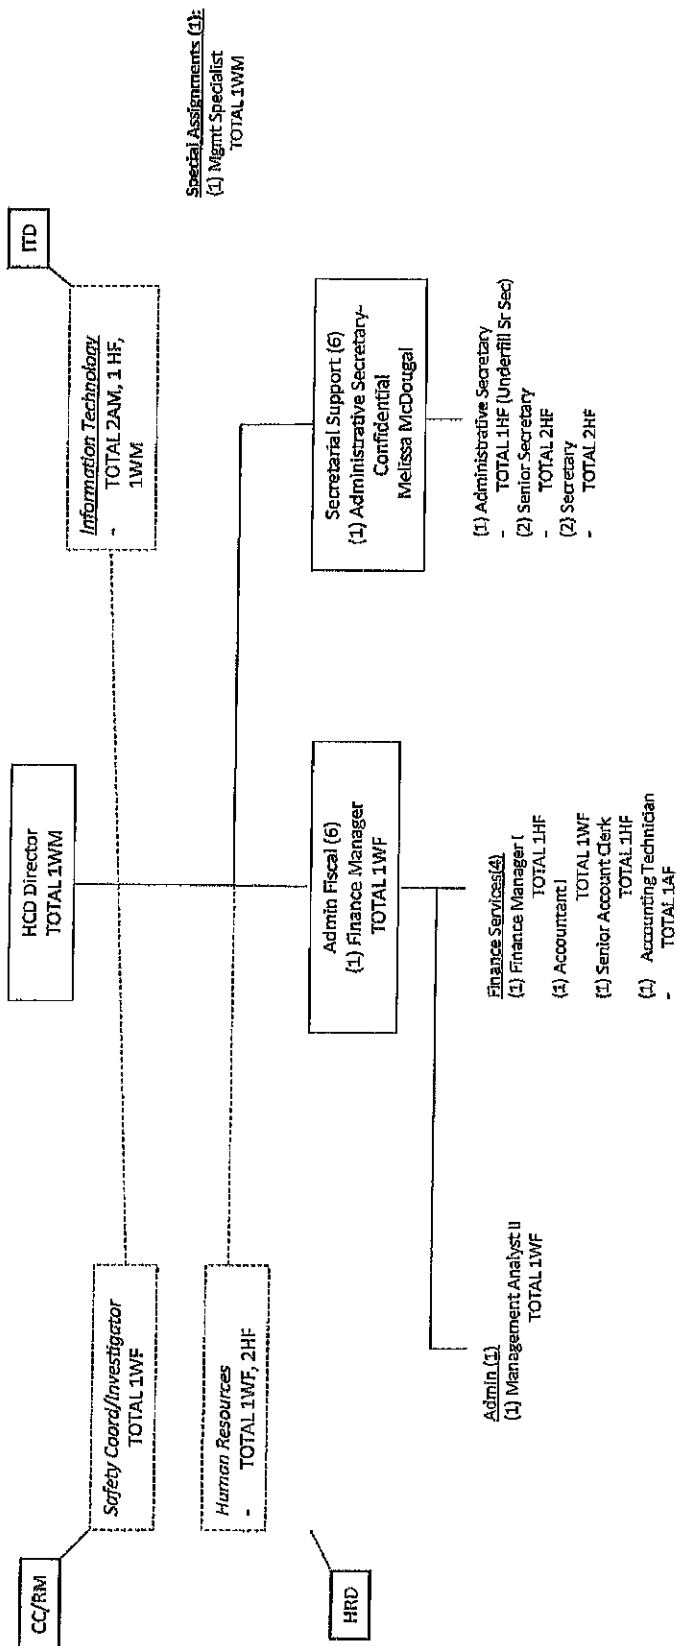 HCD Director
TOTAL 1WM
CC/RM
Safety Coord/Investigator
TOTAL 1WF
ITD
Information Technology
- TOTAL 2AM, 1 HF,
1WM
HRD
Human Resources
- TOTAL 1WF, 2HF
Special Assignments (1):
(1) Mgmt Specialist
TOTAL 1WM
Admin Fiscal (6)
(1) Finance Manager
TOTAL 1WF
Secretarial Support (6)
(1) Administrative Secretary-
Confidential
Melissa McDougal
Admin (1)
(1) Management Analyst II
TOTAL 1WF
Finance Services(4)
(1) Finance Manager I
TOTAL 1HF
(1) Accountant I
TOTAL 1WF
(1) Senior Account Clerk
TOTAL 1HF
(1) Accounting Technician
- TOTAL 1AF
(1) Administrative Secretary
- TOTAL 1HF (Underfill Sr Sec)
(2) Senior Secretary
- TOTAL 2HF
(2) Secretary
- TOTAL 2HF